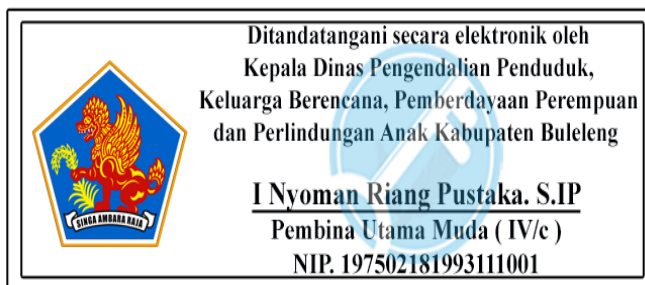 Ditandatangani secara elektronik oleh
Kepala Dinas Pengendalian Penduduk,
Keluarga Berencana, Pemberdayaan Perempuan
dan Perlindungan Anak Kabupaten Buleleng
I Nyoman Riang Pustaka. S.IP
Pembina Utama Muda ( IV/c )
NIP. 197502181993111001
SINGA AMBARA RAJA